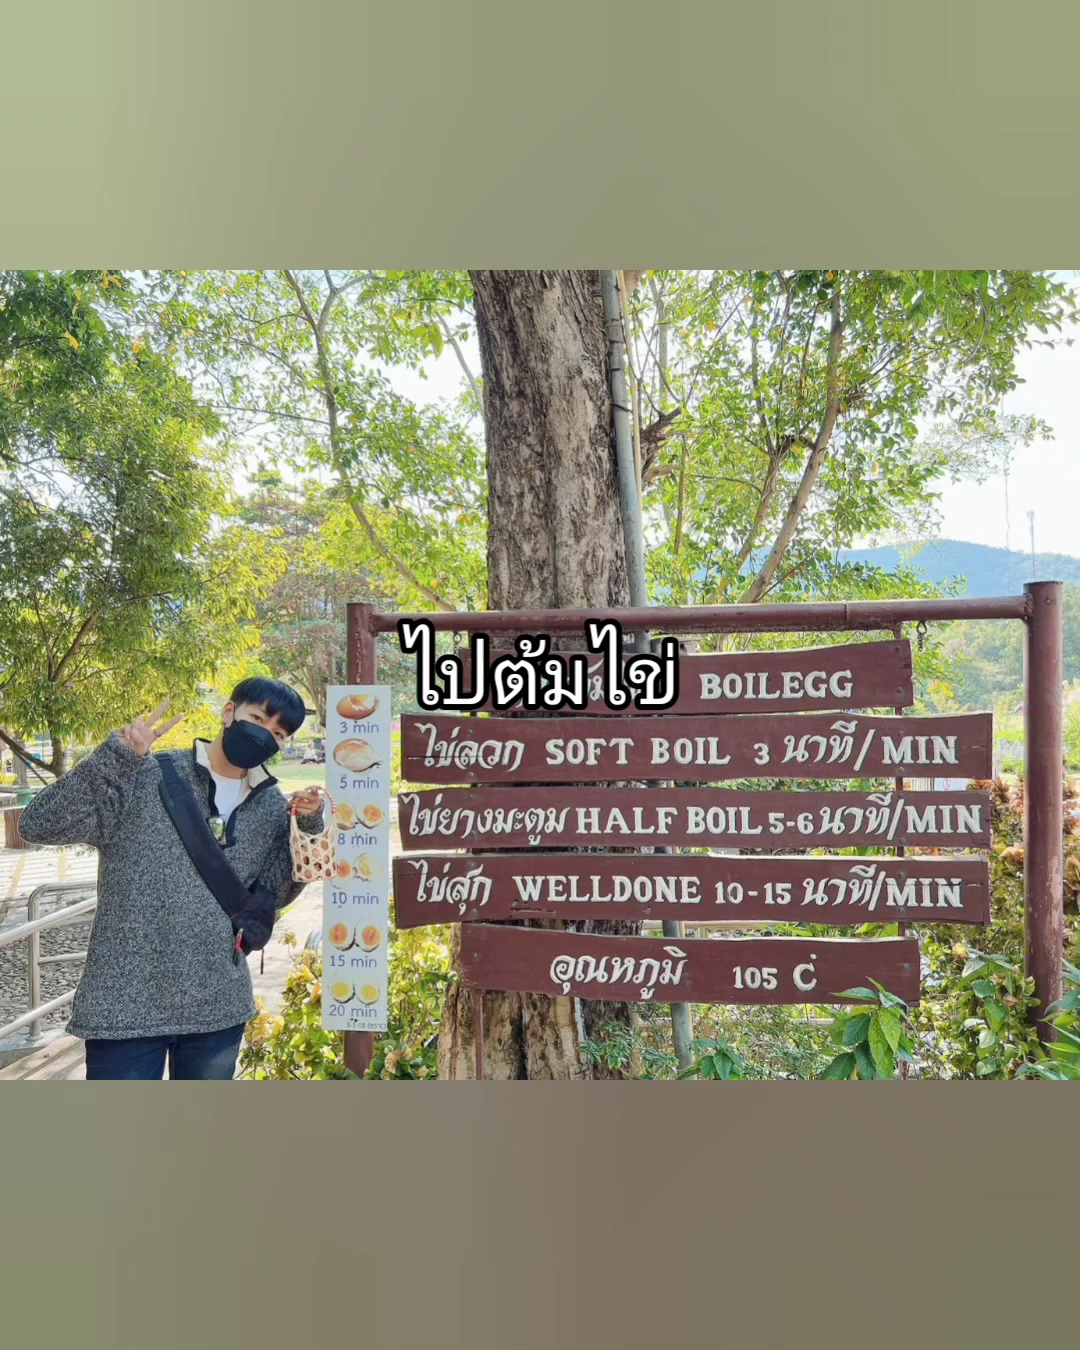 ไปต้มไข่
BOILEGG
ไข่ลวก SOFT BOIL 3 นาที/MIN
ไข่ยางมะตูม HALF BOIL 5-6 นาที/MIN
ไข่สุก WELLDONE 10-15 นาที/MIN
อุณหภูมิ 105 C
3 min
5 min
8 min
10 min
15 min
20 min